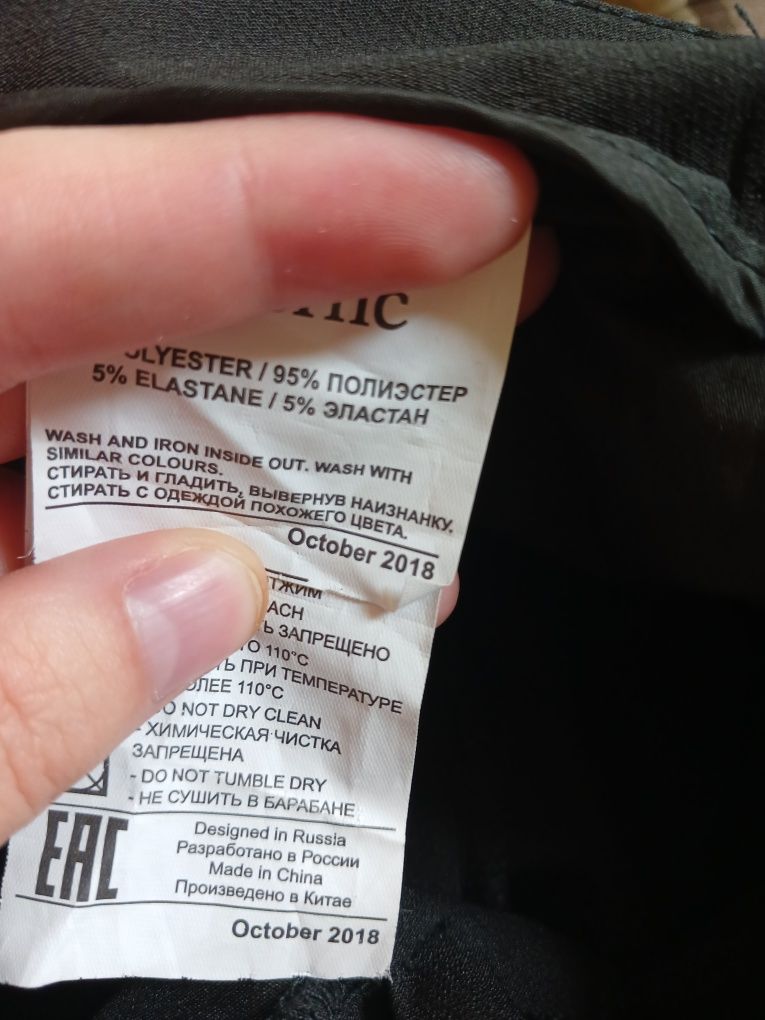 95% ПОЛИЭСТЕР
5% ELASTANE / 5% ЭЛАСТАН
WASH AND IRON INSIDE OUT. WASH WITH
SIMILAR COLOURS.
СТИРАТЬ И ГЛАДИТЬ, ВЫВЕРНУВ НАИЗНАНКУ.
СТИРАТЬ С ОДЕЖДОЙ ПОХОЖЕГО ЦВЕТА.
October 2018
ЗАПРЕЩЕНО
110°C
ПРИ ТЕМПЕРАТУРЕ
110°C
NOT DRY CLEAN
- ХИМИЧЕСКАЯ ЧИСТКА
ЗАПРЕЩЕНА
- DO NOT TUMBLE DRY
- НЕ СУШИТЬ В БАРАБАНЕ
EAC
Designed in Russia
Разработано в России
Made in China
Произведено в Китае
October 2018